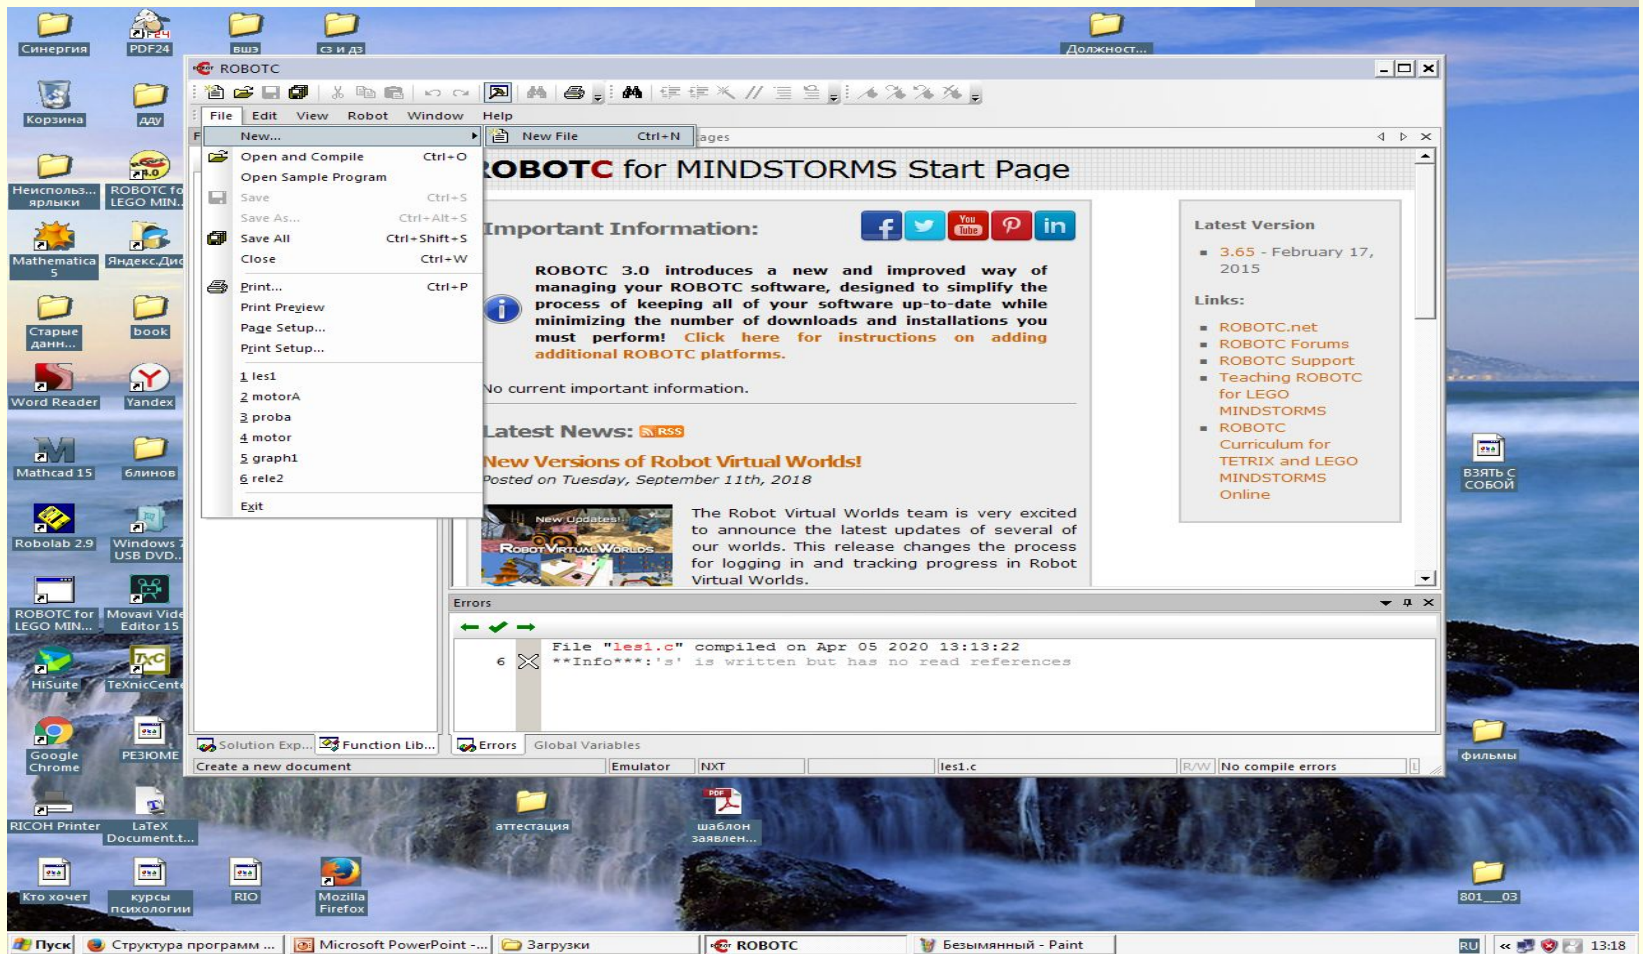 Синергия
PDF24
вшэ
сз и дз
Должност...
Корзина
дду
Неисполь­з...
ярлыки
ROBOTC fo
LEGO MIN...
Mathematica
5
Яндекс.Дис
Старые
данн...
book
Word Reader
Yandex
Mathcad 15
блинов
Robolab 2.9
Windows 7
USB DVD...
ROBOTC for
LEGO MIN...
Movavi Vide
Editor 15
HiSuite
TeXnicCente
Google
Chrome
РЕЗЮМЕ
RICOH Printer
LaTeX
Document.t...
Кто хочет
курсы
психологии
RIO
Mozilla
Firefox
ROBOTC
File Edit View Robot Window Help
New...
Open and Compile Ctrl+O
Open Sample Program
Save Ctrl+S
Save As... Ctrl+Alt+S
Save All Ctrl+Shift+S
Close Ctrl+W
Print... Ctrl+P
Print Preview
Page Setup...
Print Setup...
1 les1
2 motorA
3 proba
4 motor
5 graph1
6 rele2
Exit
New File Ctrl+N
ages
ROBOTC for MINDSTORMS Start Page
Important Information:
You
Tube
in
ROBOTC 3.0 introduces a new and improved way of
managing your ROBOTC software, designed to simplify the
process of keeping all of your software up-to-date while
minimizing the number of downloads and installations you
must perform! Click here for instructions on adding
additional ROBOTC platforms.
No current important information.
Latest News: RSS
New Versions of Robot Virtual Worlds!
Posted on Tuesday, September 11th, 2018
New Updates!
ROBOT VIRTUAL WORLDS
The Robot Virtual Worlds team is very excited
to announce the latest updates of several of
our worlds. This release changes the process
for logging in and tracking progress in Robot
Virtual Worlds.
Latest Version
3.65 - February 17,
2015
Links:
ROBOTC.net
ROBOTC Forums
ROBOTC Support
Teaching ROBOTC
for LEGO
MINDSTORMS
ROBOTC
Curriculum for
TETRIX and LEGO
MINDSTORMS
Online
Errors
File "les1.c" compiled on Apr 05 2020 13:13:22
6 **Info***:'s' is written but has no read references
Solution Exp... Function Lib...
Errors Global Variables
Create a new document Emulator NXT les1.c R/W No compile errors
ВЗЯТЬ С
СОБОЙ
фильмы
аттестация
шаблон
заявлен...
801___03
Пуск Структура программ ... Microsoft PowerPoint -... Загрузки ROBOTC Безымянный - Paint RU « 13:18